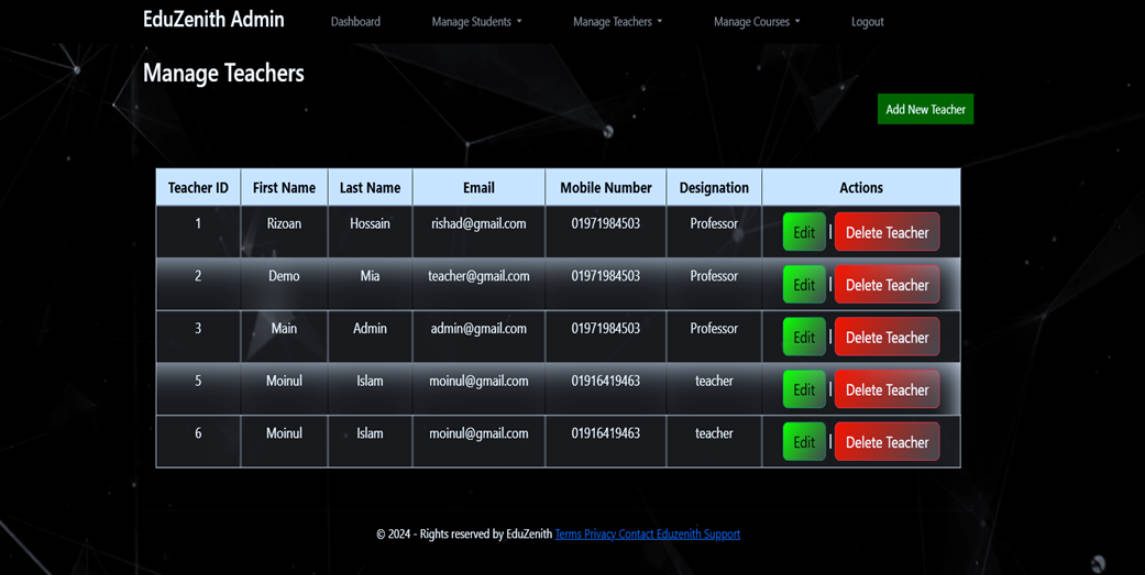 EduZenith Admin Dashboard Manage Students Manage Teachers Manage Courses Logout
Manage Teachers
Add New Teacher
Teacher ID First Name Last Name Email Mobile Number Designation Actions
1 Rizoan Hossain rishad@gmail.com 01971984503 Professor Edit | Delete Teacher
2 Demo Mia teacher@gmail.com 01971984503 Professor Edit | Delete Teacher
3 Main Admin admin@gmail.com 01971984503 Professor Edit | Delete Teacher
5 Moinul Islam moinul@gmail.com 01916419463 teacher Edit | Delete Teacher
6 Moinul Islam moinul@gmail.com 01916419463 teacher Edit | Delete Teacher
© 2024 - Rights reserved by EduZenith Terms Privacy Contact Eduzenith Support